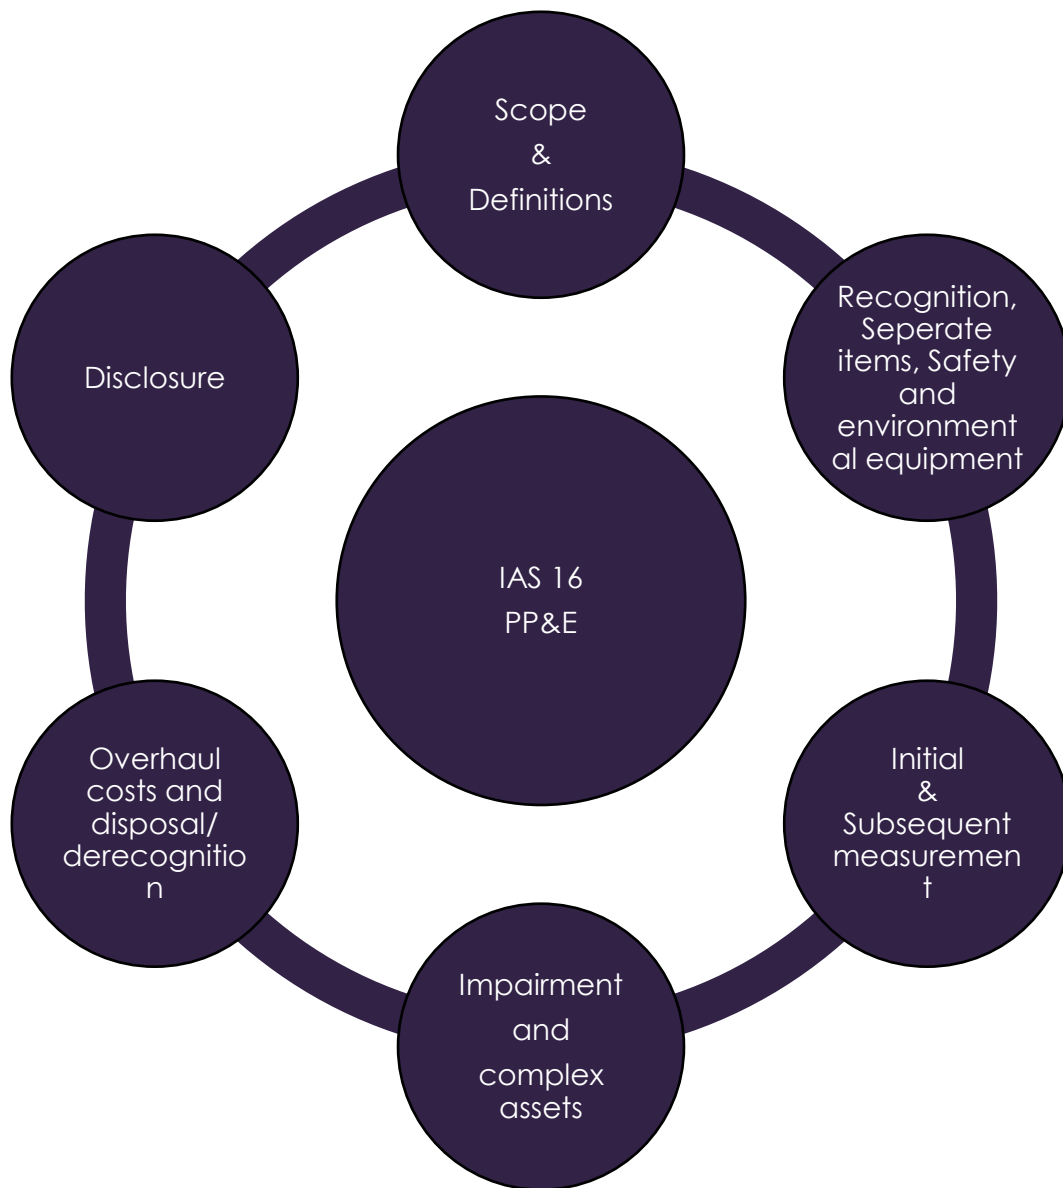 Scope
&
Definitions
Recognition,
Seperate
items, Safety
and
environment
al equipment
Initial
&
Subsequent
measuremen
t
Impairment
and
complex
assets
Overhaul
costs and
disposal/
derecognitio
n
Disclosure
IAS 16
PP&E